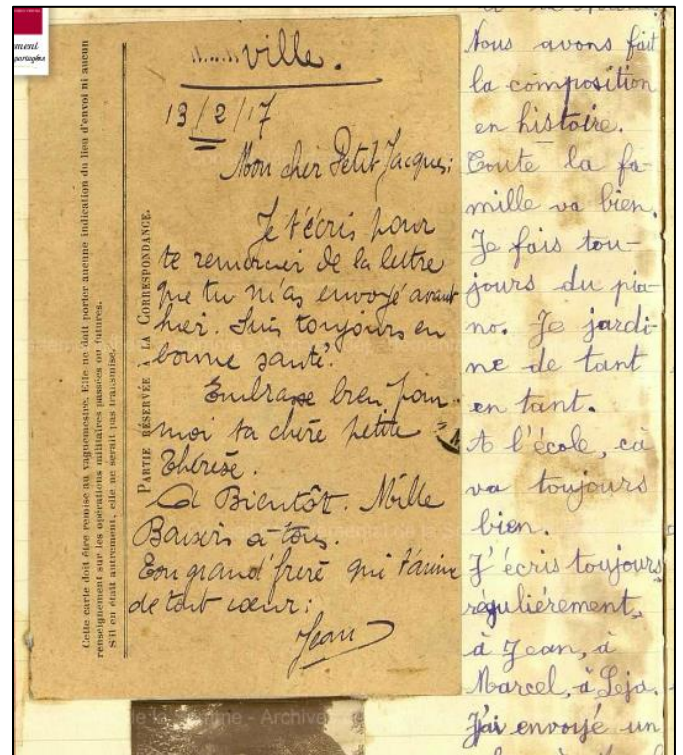 Cette carte doit être remise au vaguemestre. Elle ne doit porter aucune indication du lieu d'envoi ni aucun
renseignement sur les opérations militaires passées ou futures.
S'il en était autrement, elle ne serait pas transmise.
PARTIE RÉSERVÉE A LA CORRESPONDANCE.
......ville.
13/2/17
Mon cher Petit Jacques;
Je t'écris pour
te remercier de la lettre
que tu m'as envoyé avant
hier. Suis toujours en
bonne santé.
Embrasse bien pour
moi ta chère petite
Thérèse.
A Bientôt. Mille
Baisers à tous.
Ton grand frère qui t'aime
de tout cœur:
Jean
Nous avons fait
la composition
en histoire.
Toute la fa-
mille va bien.
Je fais tou-
jours du pia-
no. Je jardi-
ne de tant
en tant.
A l'école, ca
va toujours
bien.
J'écris toujours
réguliérement,
à Jean, à
Marcel, à Leja.
J'ai envoyé un